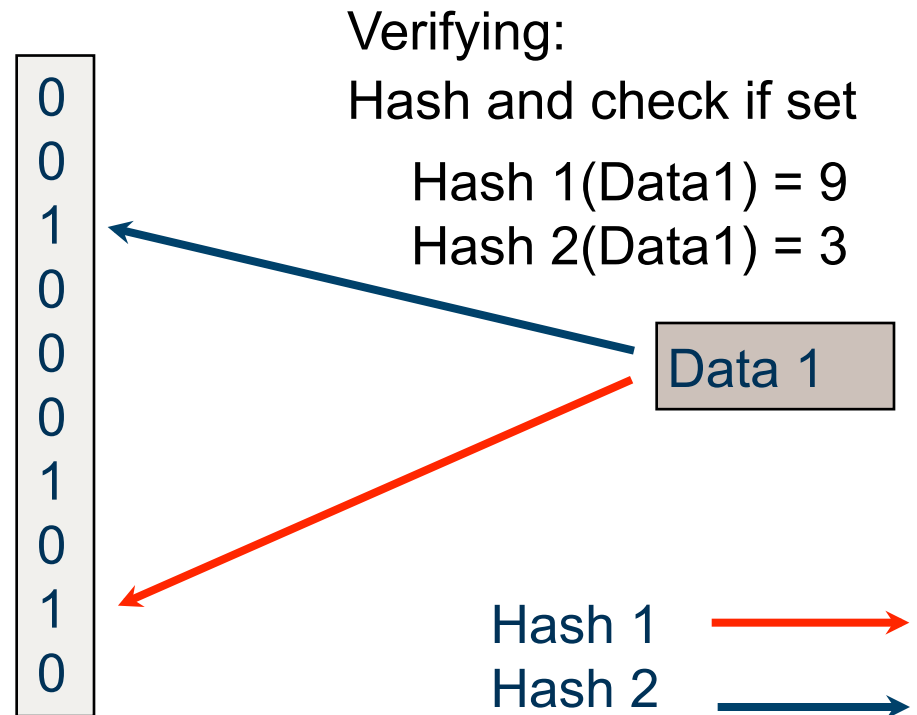 Verifying:
Hash and check if set
Hash 1(Data1) = 9
Hash 2(Data1) = 3
0
0
1
0
0
0
1
0
1
0
Data 1
Hash 1
Hash 2